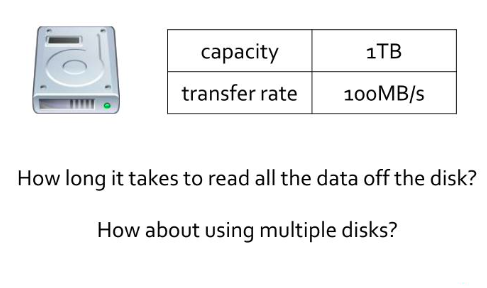 capacity 1TB
transfer rate 100MB/s
How long it takes to read all the data off the disk?
How about using multiple disks?